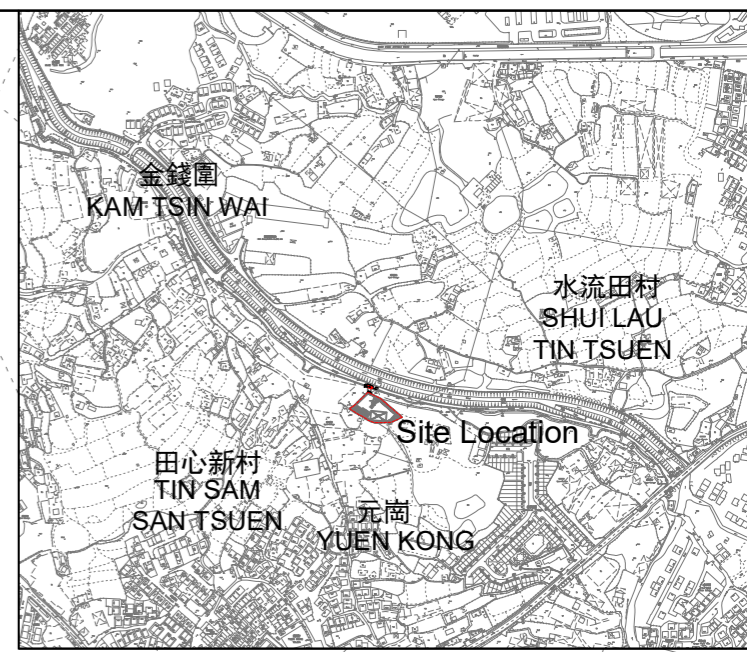 金錢圍
KAM TSIN WAI
水流田村
SHUI LAU
TIN TSUEN
Site Location
田心新村
TIN SAM
SAN TSUEN
元崗
YUEN KONG